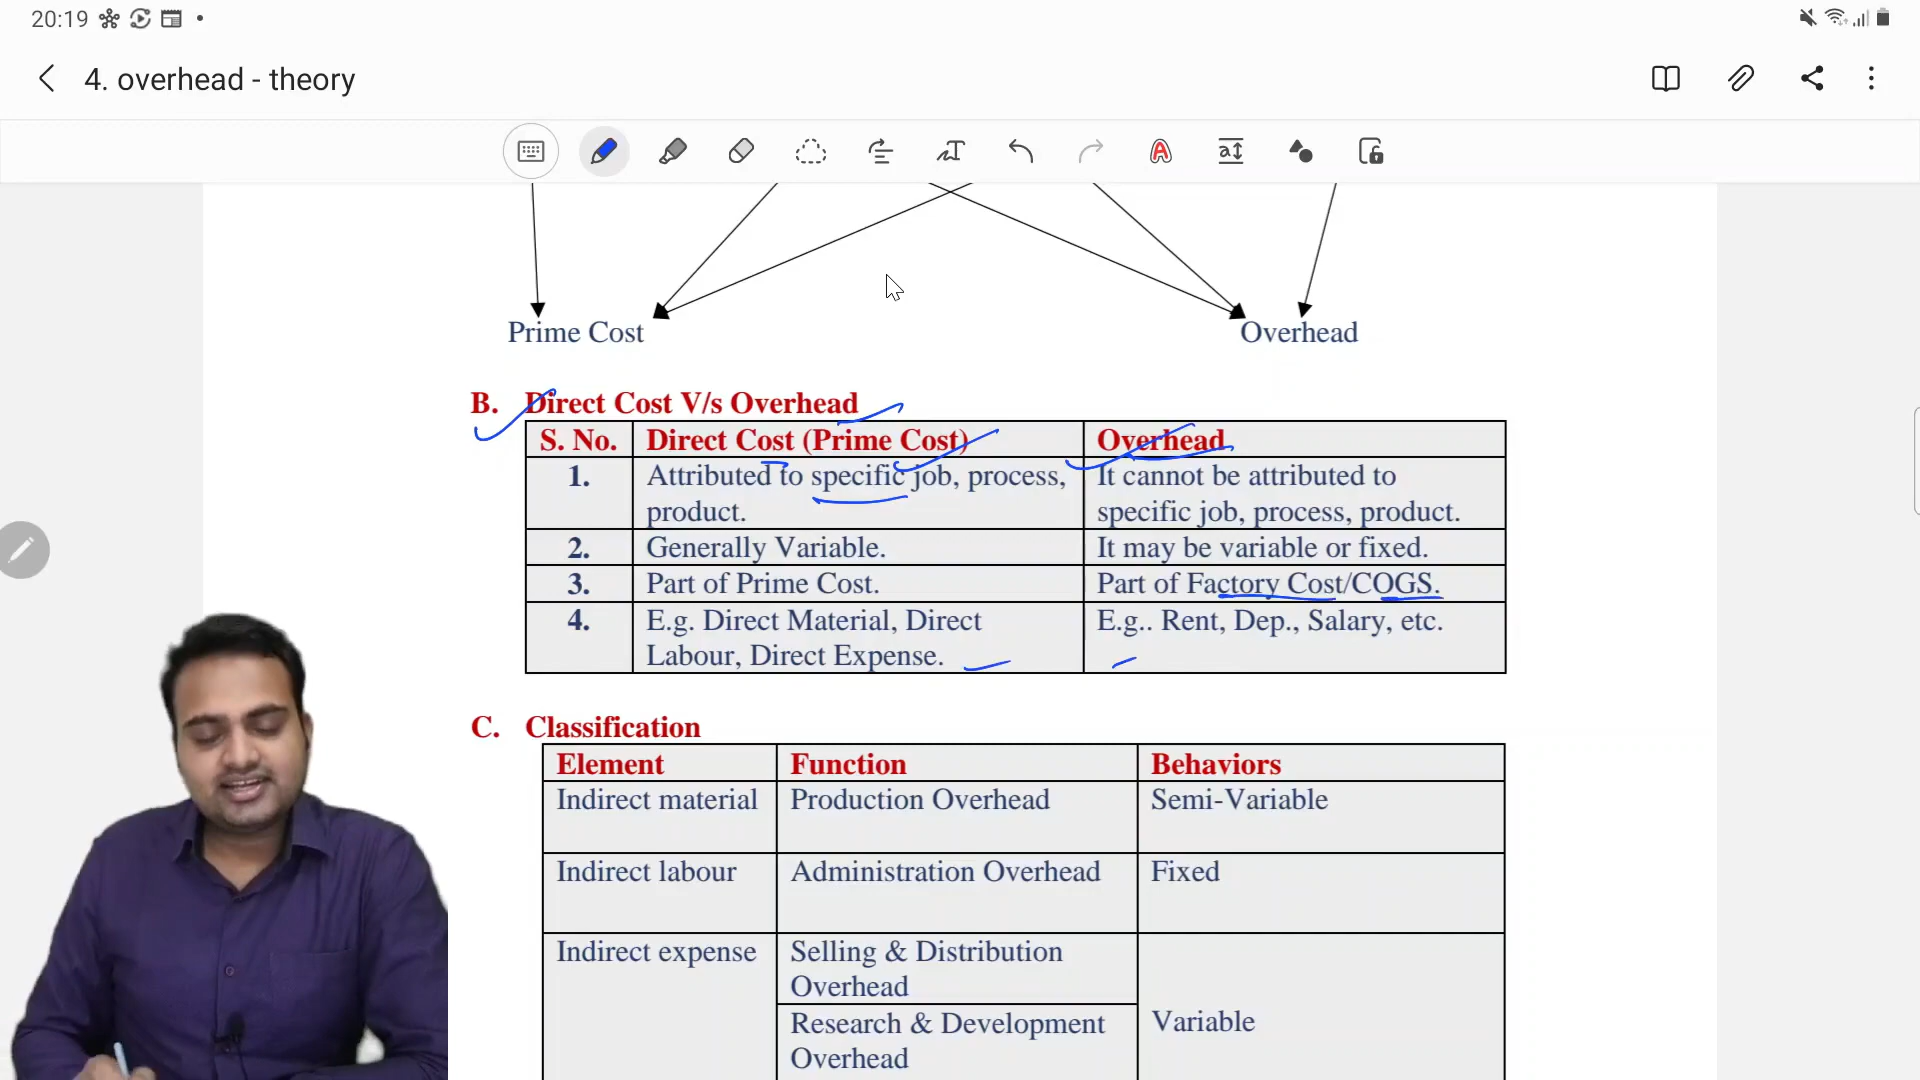 20:19
4. overhead - theory
Prime Cost
Overhead
B. Direct Cost V/s Overhead
S. No. Direct Cost (Prime Cost) Overhead
1. Attributed to specific job, process, product. It cannot be attributed to specific job, process, product.
2. Generally Variable. It may be variable or fixed.
3. Part of Prime Cost. Part of Factory Cost/COGS.
4. E.g. Direct Material, Direct Labour, Direct Expense. E.g.. Rent, Dep., Salary, etc.
C. Classification
Element Function Behaviors
Indirect material Production Overhead Semi-Variable
Indirect labour Administration Overhead Fixed
Indirect expense Selling & Distribution Overhead
Research & Development Overhead Variable